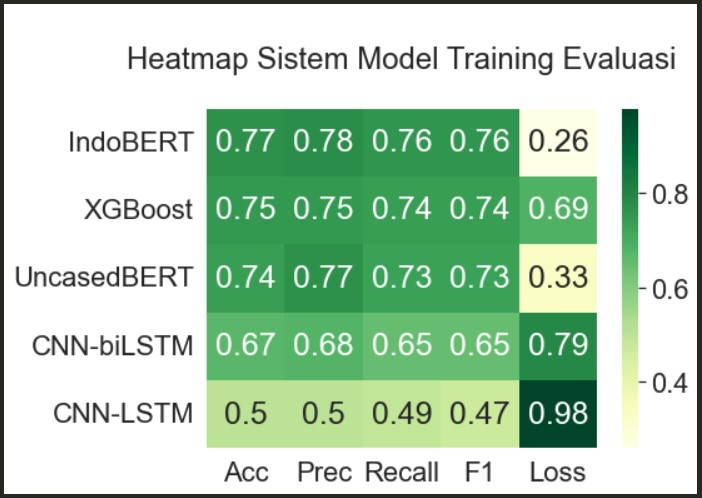 Heatmap Sistem Model Training Evaluasi
IndoBERT 0.77 0.78 0.76 0.76 0.26
XGBoost 0.75 0.75 0.74 0.74 0.69
UncasedBERT 0.74 0.77 0.73 0.73 0.33
CNN-biLSTM 0.67 0.68 0.65 0.65 0.79
CNN-LSTM 0.5 0.5 0.49 0.47 0.98
Acc Prec Recall F1 Loss
0.8
0.6
0.4